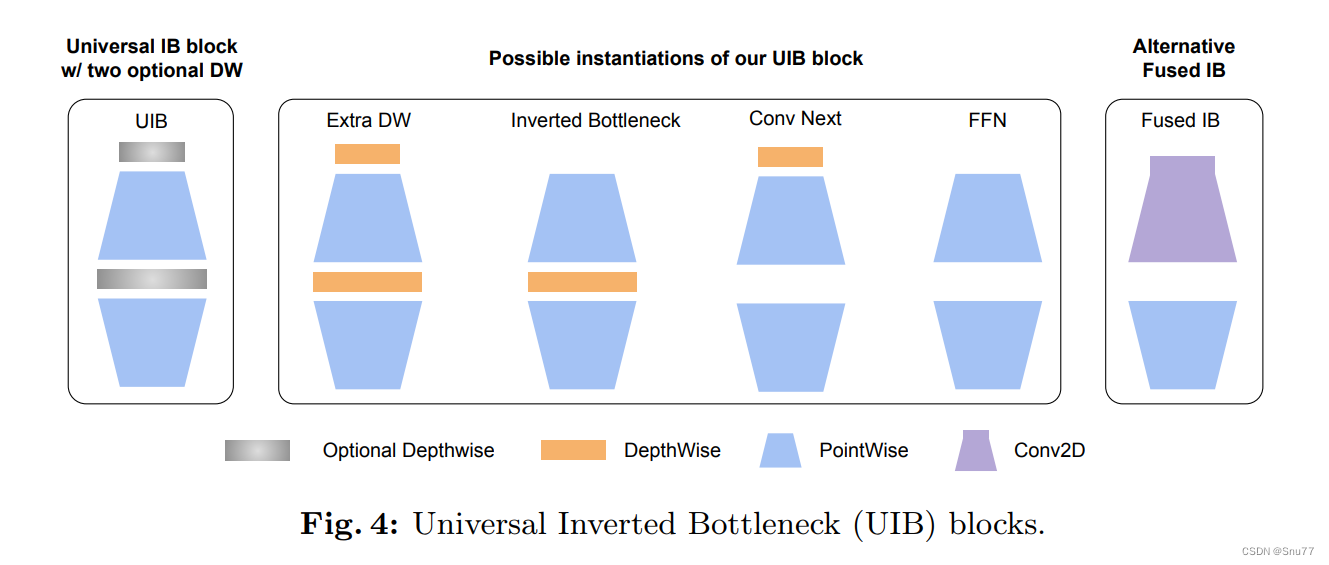 Universal IB block
w/ two optional DW
Possible instantiations of our UIB block
Alternative
Fused IB
UIB
Extra DW
Inverted Bottleneck
Conv Next
FFN
Fused IB
Optional Depthwise
DepthWise
PointWise
Conv2D
Fig. 4: Universal Inverted Bottleneck (UIB) blocks.
CSDN @Snu77